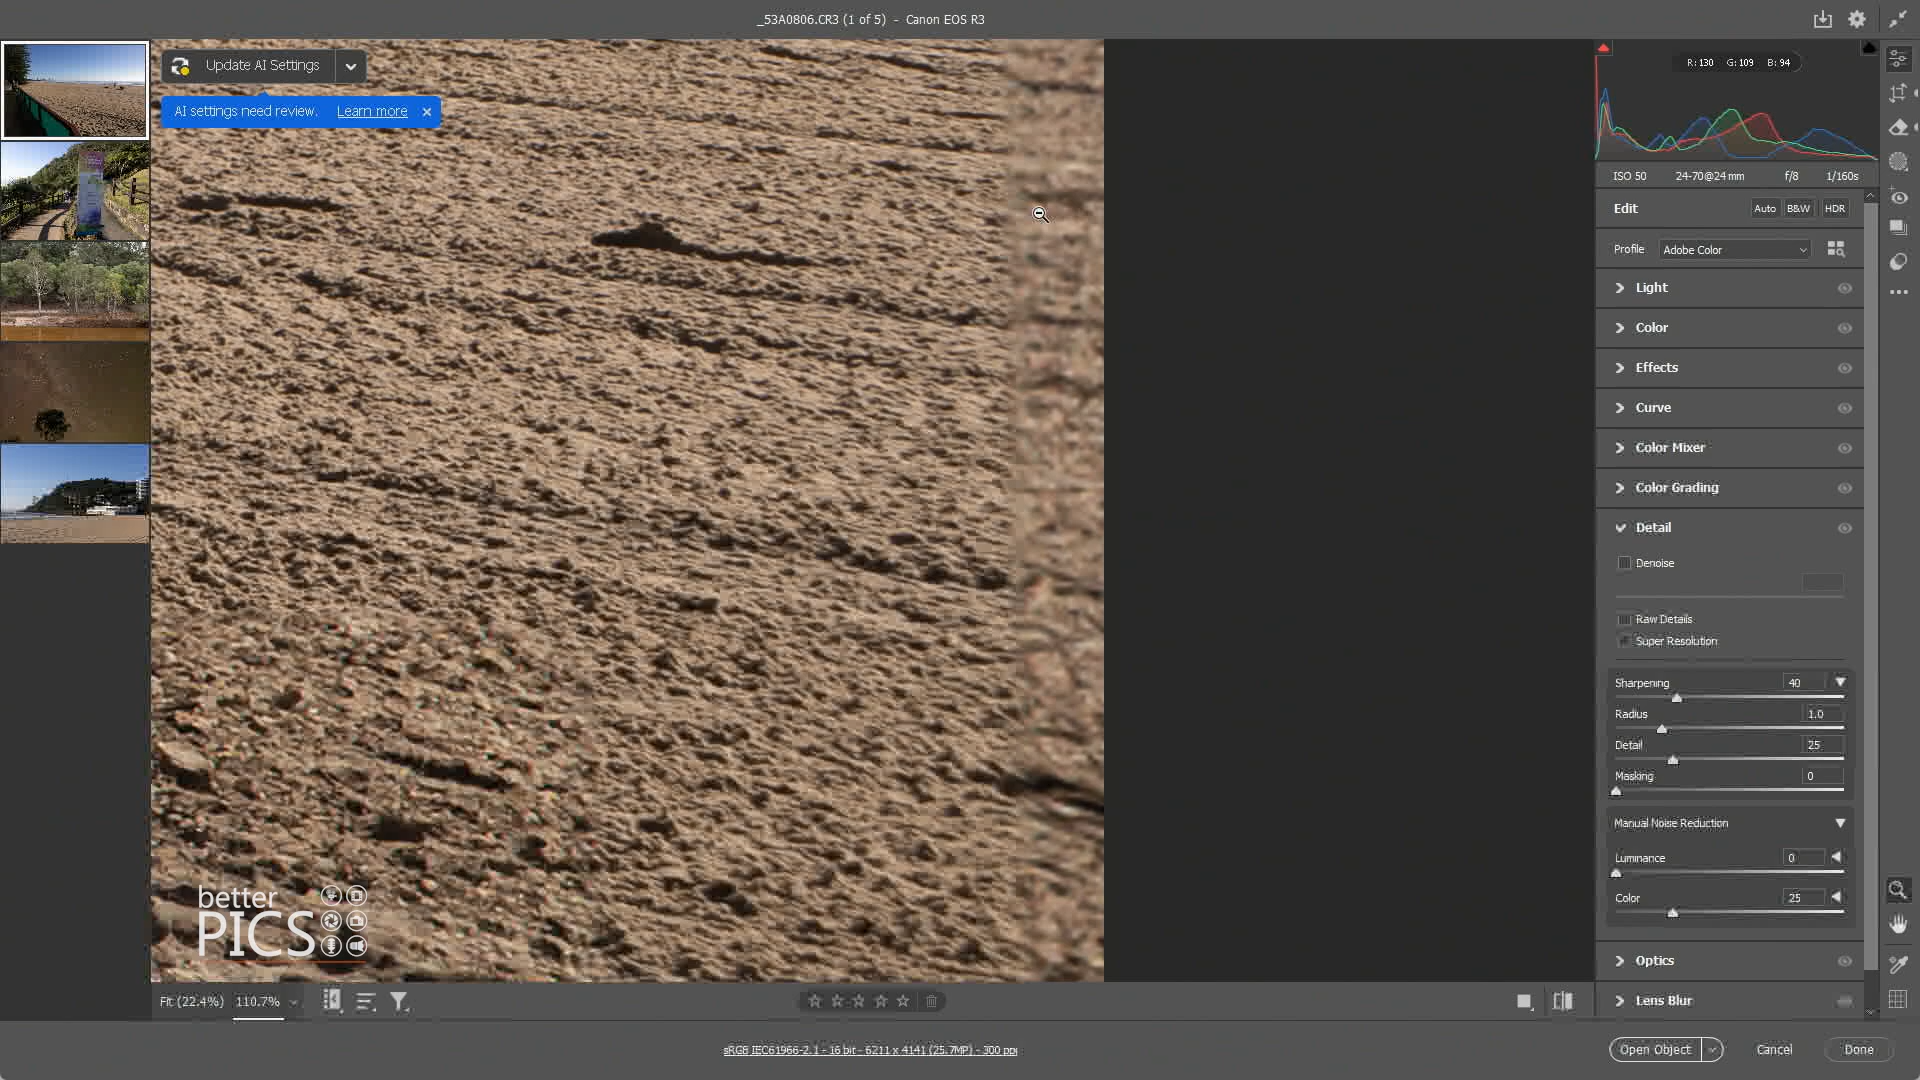 _53A0806.CR3 (1 of 5) - Canon EOS R3
Update AI Settings
AI settings need review. Learn more
R: 130 G: 109 B: 94
ISO 50 24-70@24 mm f/8 1/160s
Edit Auto B&W HDR
Profile Adobe Color
Light
Color
Effects
Curve
Color Mixer
Color Grading
Detail
Denoise
Raw Details
Super Resolution
Sharpening 40
Radius 1.0
Detail 25
Masking 0
Manual Noise Reduction
Luminance 0
Color 25
Optics
Lens Blur
better
PICS
Fit (22.4%) 110.7%
sRGB IEC61966-2.1 - 16 bit - 6211 x 4141 (25.7MP) - 300 ppi
Open Object Cancel Done